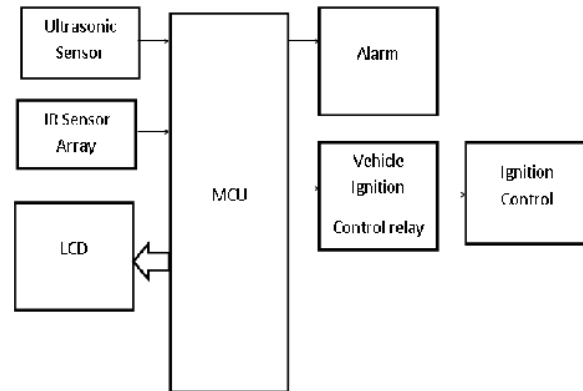 Ultrasonic
Sensor
IR Sensor
Array
LCD
MCU
Alarm
Vehicle
Ignition
Control relay
Ignition
Control